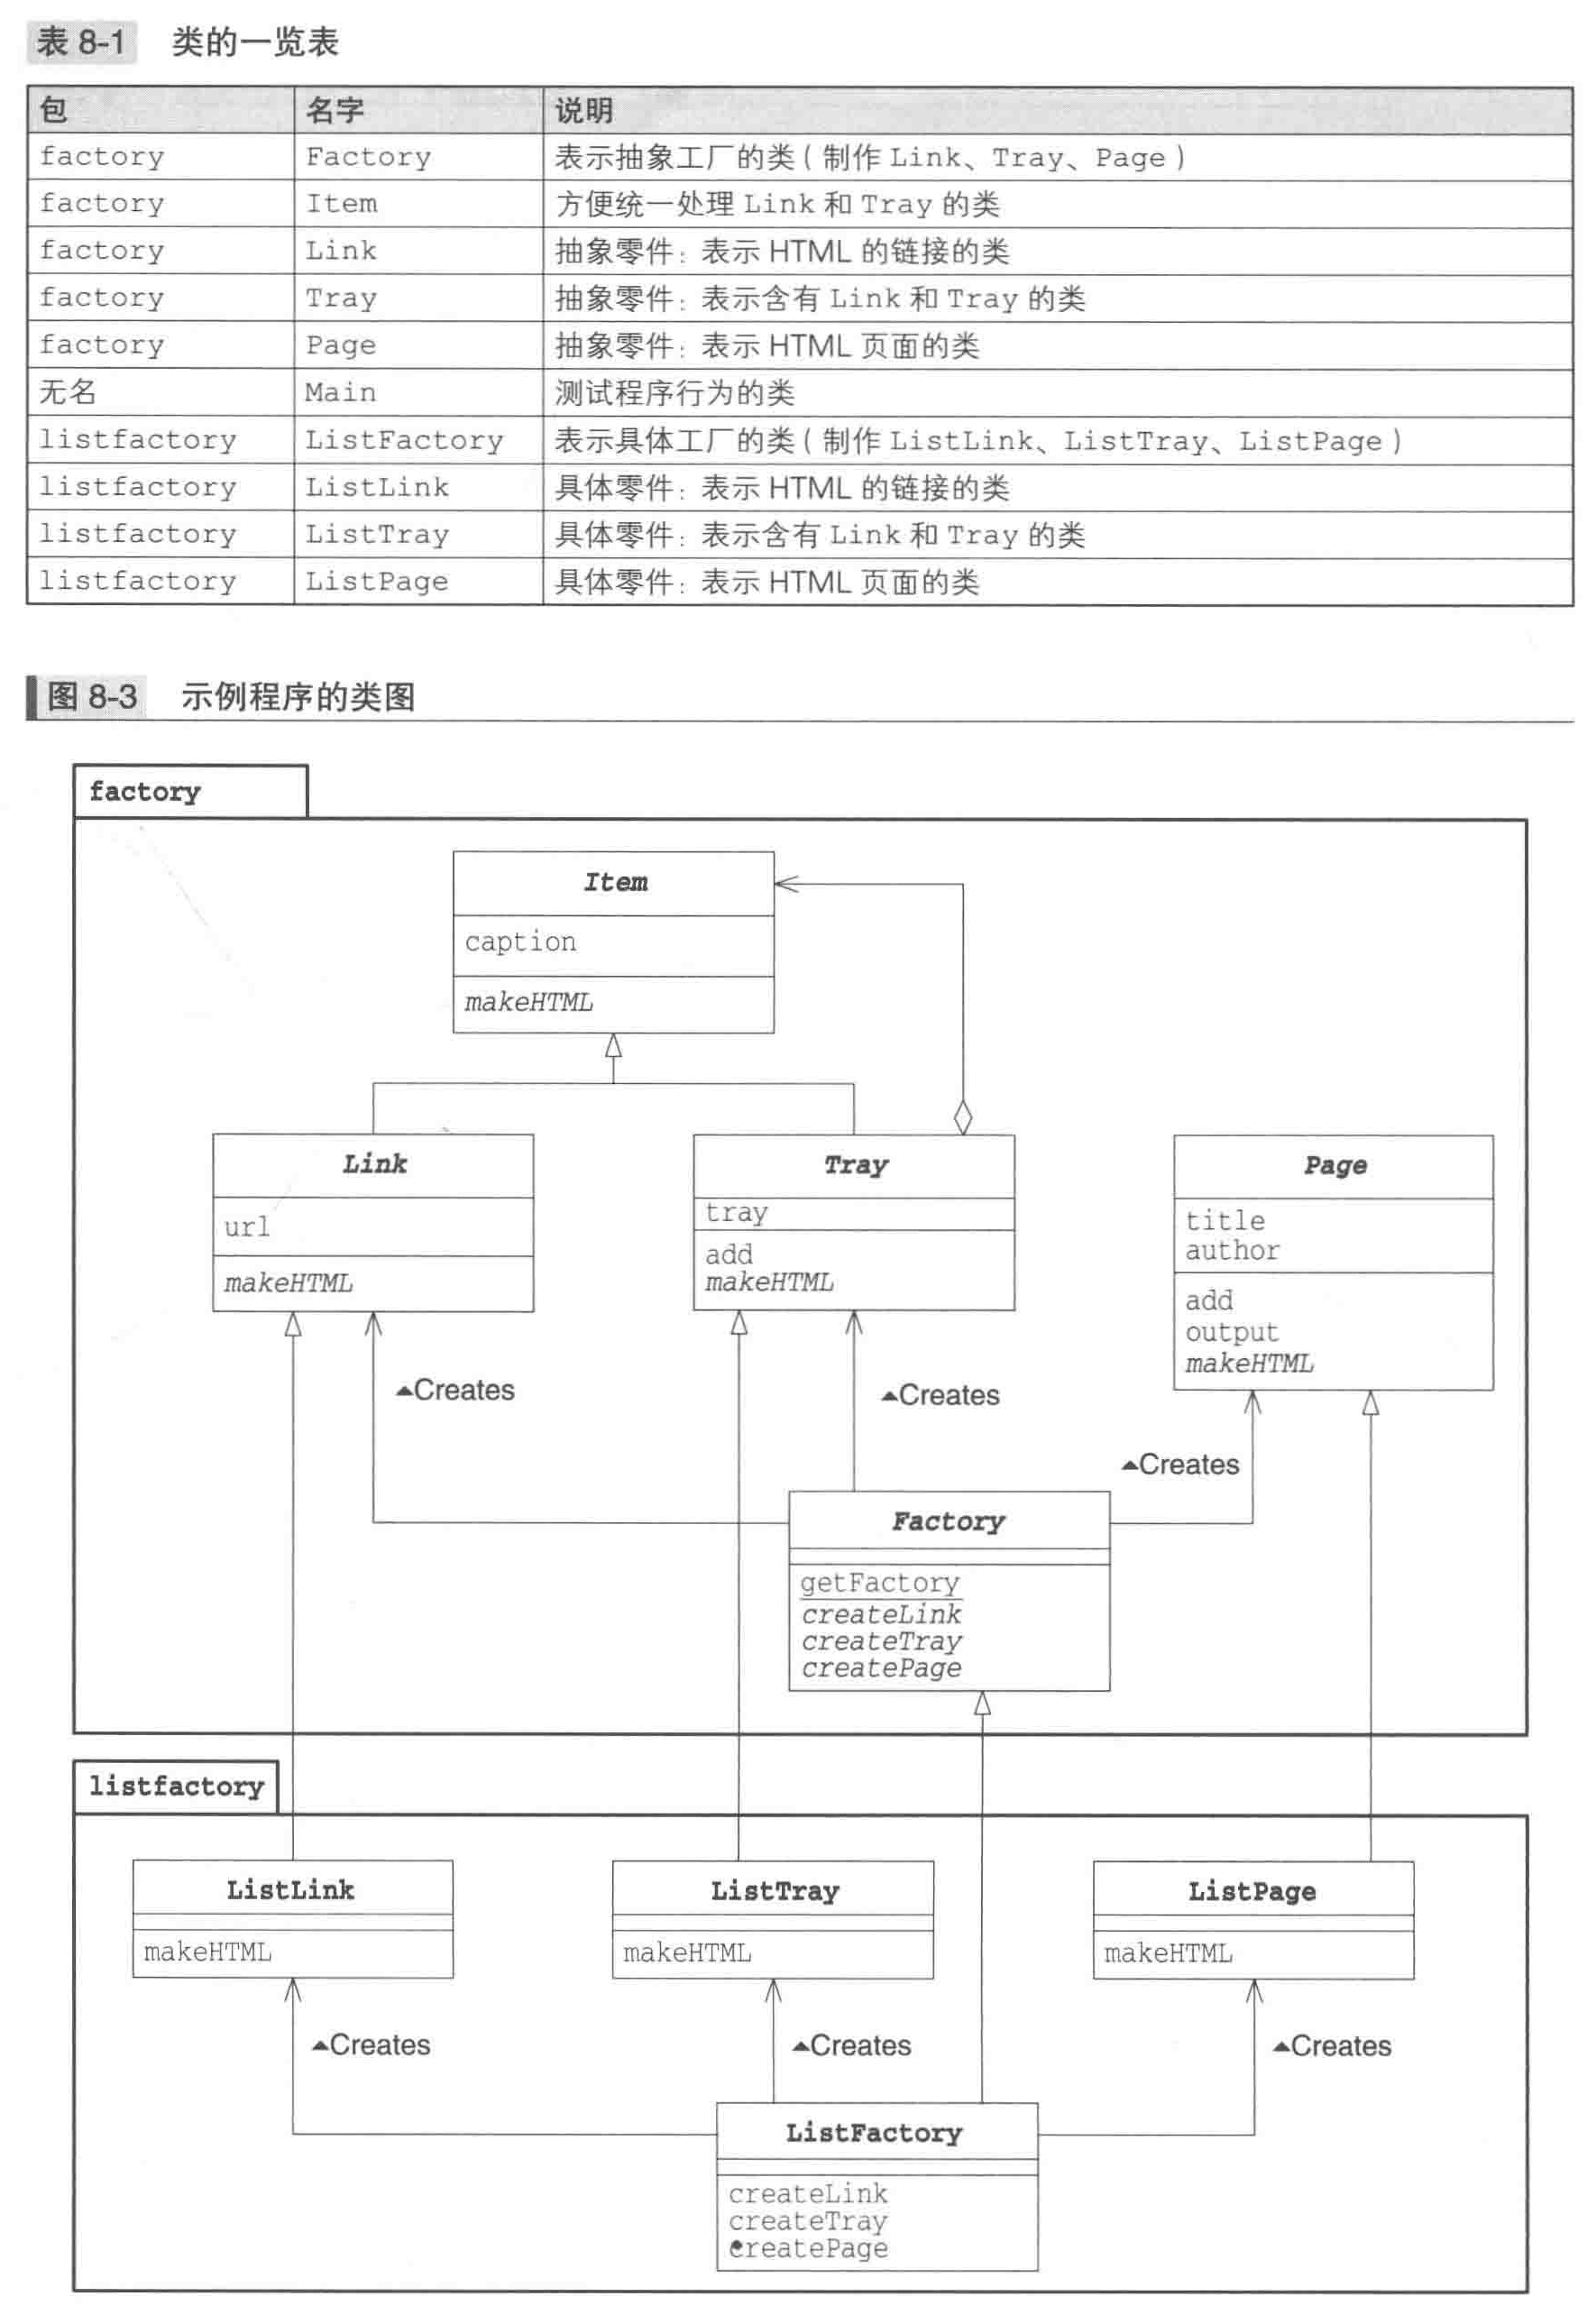 表 8-1 类的一览表
包 名字 说明
factory Factory 表示抽象工厂的类(制作 Link、Tray、Page)
factory Item 方便统一处理 Link 和 Tray 的类
factory Link 抽象零件：表示 HTML 的链接的类
factory Tray 抽象零件：表示含有 Link 和 Tray 的类
factory Page 抽象零件：表示 HTML 页面的类
无名 Main 测试程序行为的类
listfactory ListFactory 表示具体工厂的类(制作 ListLink、ListTray、ListPage)
listfactory ListLink 具体零件：表示 HTML 的链接的类
listfactory ListTray 具体零件：表示含有 Link 和 Tray 的类
listfactory ListPage 具体零件：表示 HTML 页面的类
图 8-3 示例程序的类图
factory
Item
caption
makeHTML
Link
url
makeHTML
Tray
tray
add
makeHTML
Page
title
author
add
output
makeHTML
▲Creates
▲Creates
▲Creates
Factory
getFactory
createLink
createTray
createPage
listfactory
ListLink
makeHTML
ListTray
makeHTML
ListPage
makeHTML
▲Creates
▲Creates
▲Creates
ListFactory
createLink
createTray
createPage